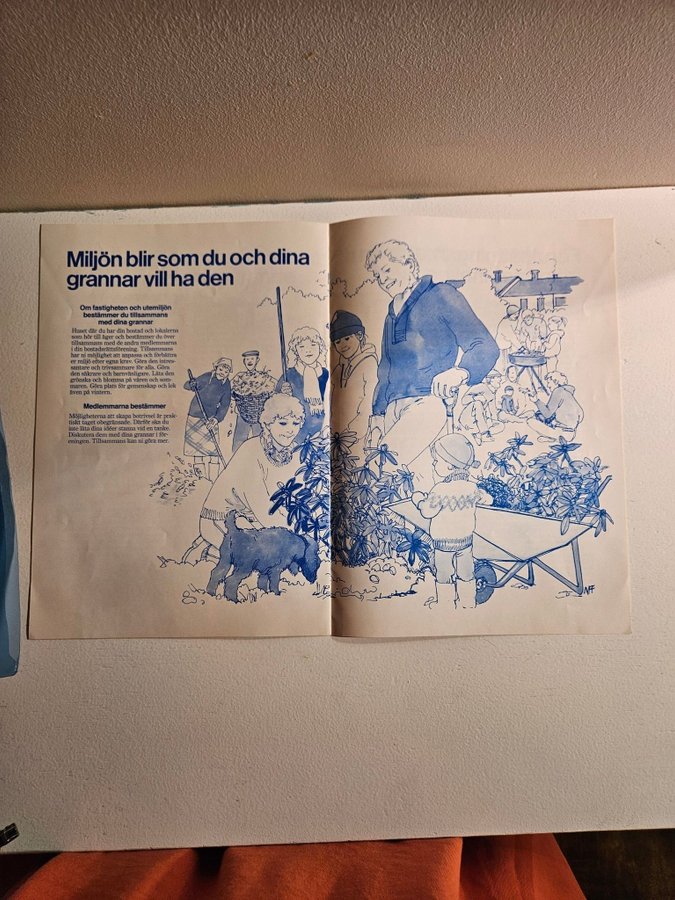 Miljön blir som du och dina
grannar vill ha den
Om fastigheten och utemiljön
bestämmer du tillsammans
med dina grannar
Huset där du har din bostad och lokalerna
som hör till äger och bestämmer du över
tillsammans med de andra medlemmarna
i din bostadsrättsförening. Tillsammans
har ni möjlighet att anpassa och förbättra
er miljö efter egna krav. Göra den intres-
santare och trivsammare för alla. Göra
den säkrare och barnvänligare. Låta den
grönska och blomma på våren och som-
maren. Göra plats för gemenskap och lek
även på vintern.
Medlemmarna bestämmer
Möjligheterna att skapa botrivsel är prak-
tiskt taget obegränsade. Därför ska du
inte låta dina idéer stanna vid en tanke.
Diskutera dem med dina grannar i för-
eningen. Tillsammans kan ni göra mer.